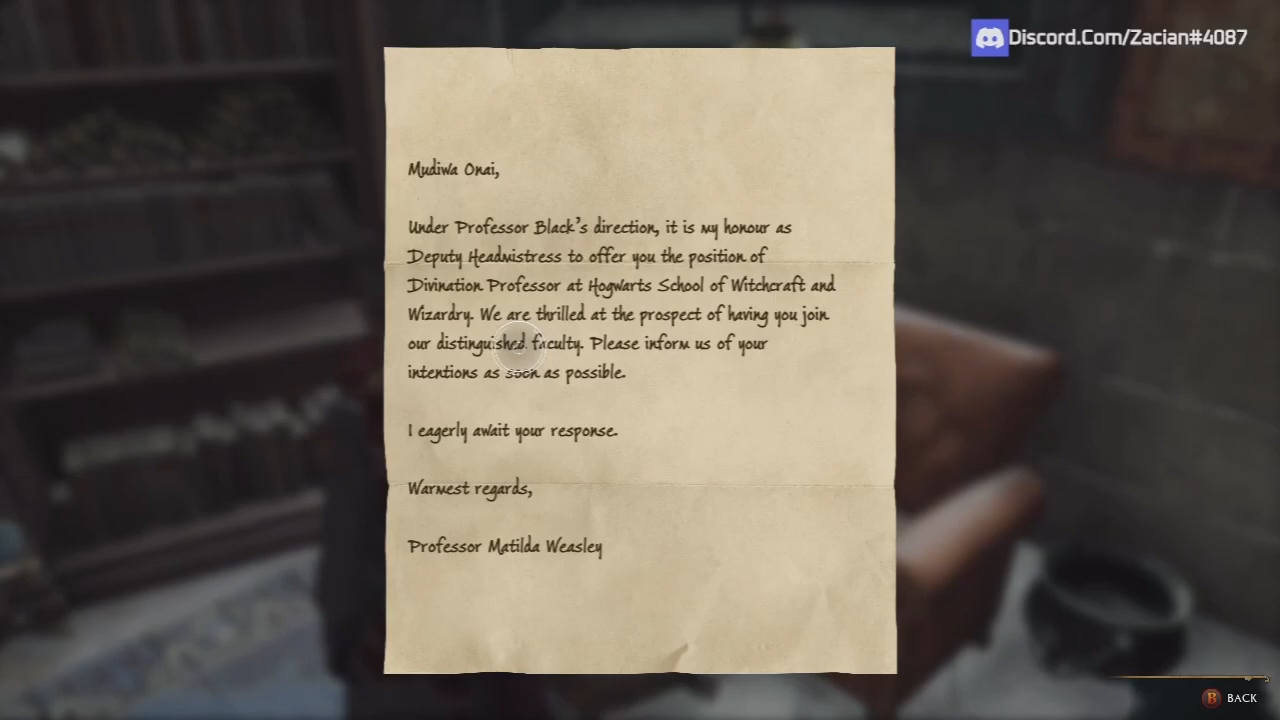 Discord.Com/Zacian#4087
Mudiwa Onai,
Under Professor Black's direction, it is my honour as
Deputy Headmistress to offer you the position of
Divination Professor at Hogwarts School of Witchcraft and
Wizardry. We are thrilled at the prospect of having you join
our distinguished faculty. Please inform us of your
intentions as soon as possible.
I eagerly await your response.
Warmest regards,
Professor Matilda Weasley
B BACK